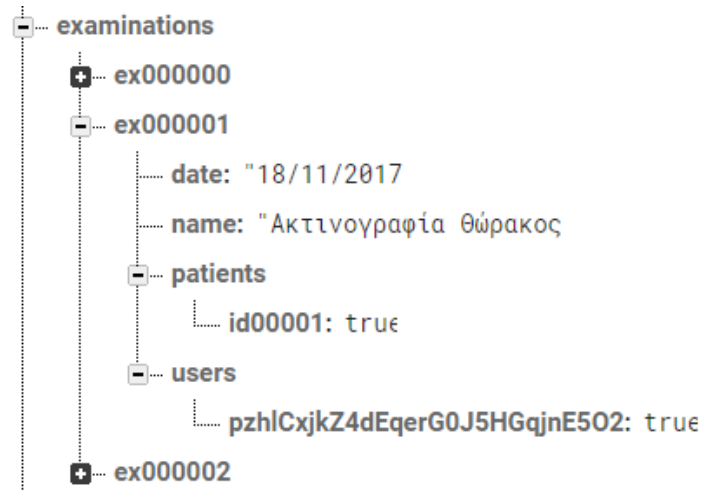 examinations
ex000000
ex000001
date: "18/11/2017
name: "Ακτινογραφία Θώρακος
patients
id00001: true
users
pzhlCxjkZ4dEqerG0J5HGqjnE5O2: true
ex000002